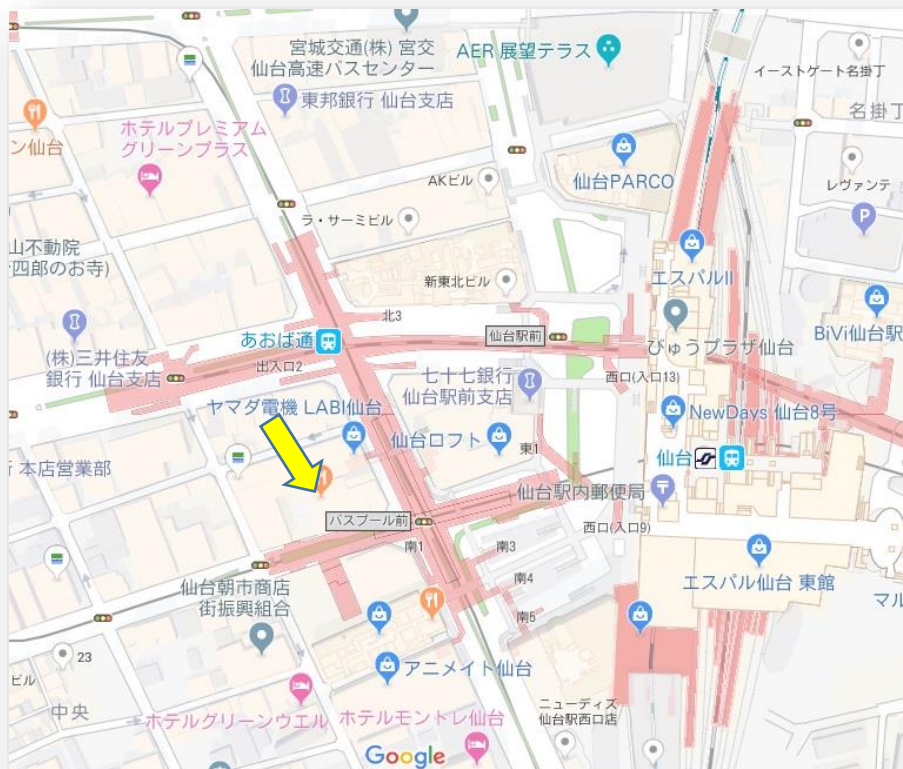 宮城交通(株) 宮交
仙台高速バスセンター
AER 展望テラス
イーストゲート名掛丁
名掛丁
東邦銀行 仙台支店
ン仙台
ホテルプレミアム
グリーンプラス
AKビル
仙台PARCO
レヴァンテ
P
ラ・サーミビル
山不動院
四郎のお寺)
新東北ビル
エスパルII
北3
あおば通
仙台駅前
びゅうプラザ仙台
BiVi仙台駅
(株)三井住友
銀行 仙台支店
出入口2
七十七銀行
仙台駅前支店
西口(入口13)
ヤマダ電機 LABI仙台
NewDays 仙台8号
仙台ロフト
東1
仙台
本店営業部
仙台駅内郵便局
バスプール前
西口(入口9)
南1
南3
仙台朝市商店
街振興組合
南4
エスパル仙台 東館
南5
マル
23
ビル
アニメイト仙台
中央
ホテルグリーンウエル
ホテルモントレ仙台
ニューデイズ
仙台駅西口店
Google